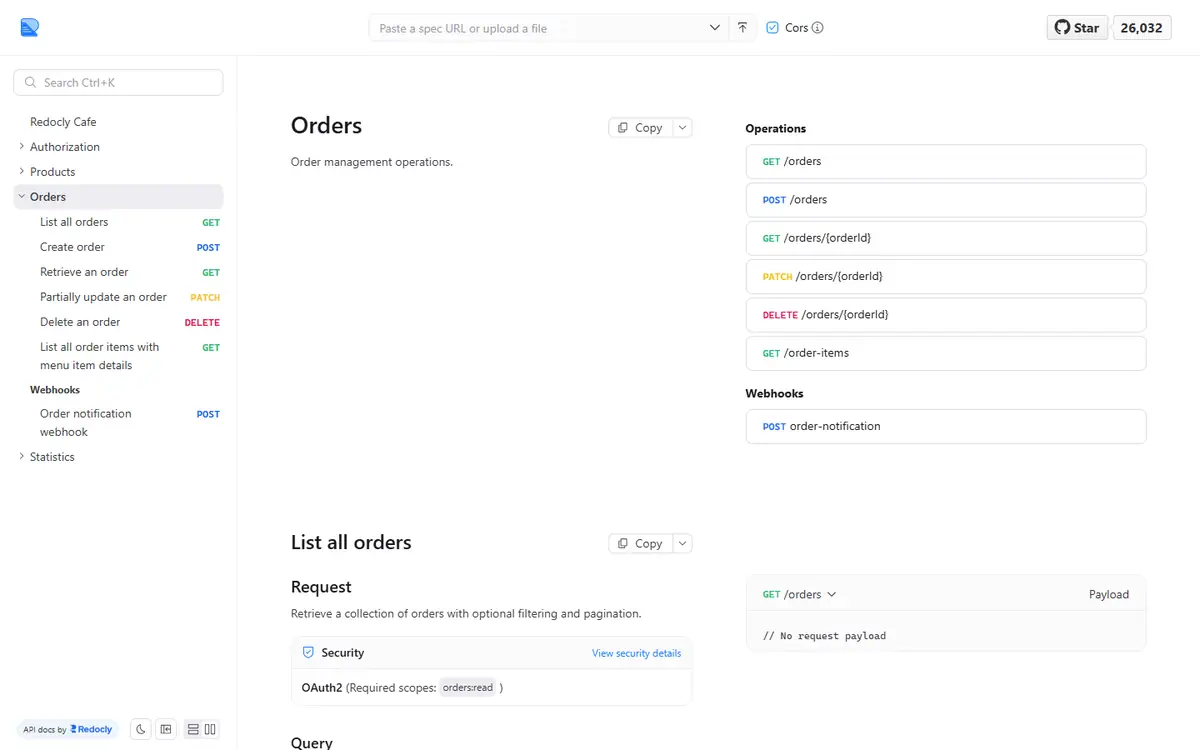 Paste a spec URL or upload a file
Cors
Star
26,032
Search Ctrl+K
Redocly Cafe
Authorization
Products
Orders
List all orders GET
Create order POST
Retrieve an order GET
Partially update an order PATCH
Delete an order DELETE
List all order items with GET
menu item details
Webhooks
Order notification POST
webhook
Statistics
API docs by Redocly
Orders
Copy
Order management operations.
Operations
GET /orders
POST /orders
GET /orders/{orderId}
PATCH /orders/{orderId}
DELETE /orders/{orderId}
GET /order-items
Webhooks
POST order-notification
List all orders
Copy
Request
Retrieve a collection of orders with optional filtering and pagination.
Security
View security details
OAuth2 (Required scopes: orders:read )
Query
GET /orders
Payload
// No request payload